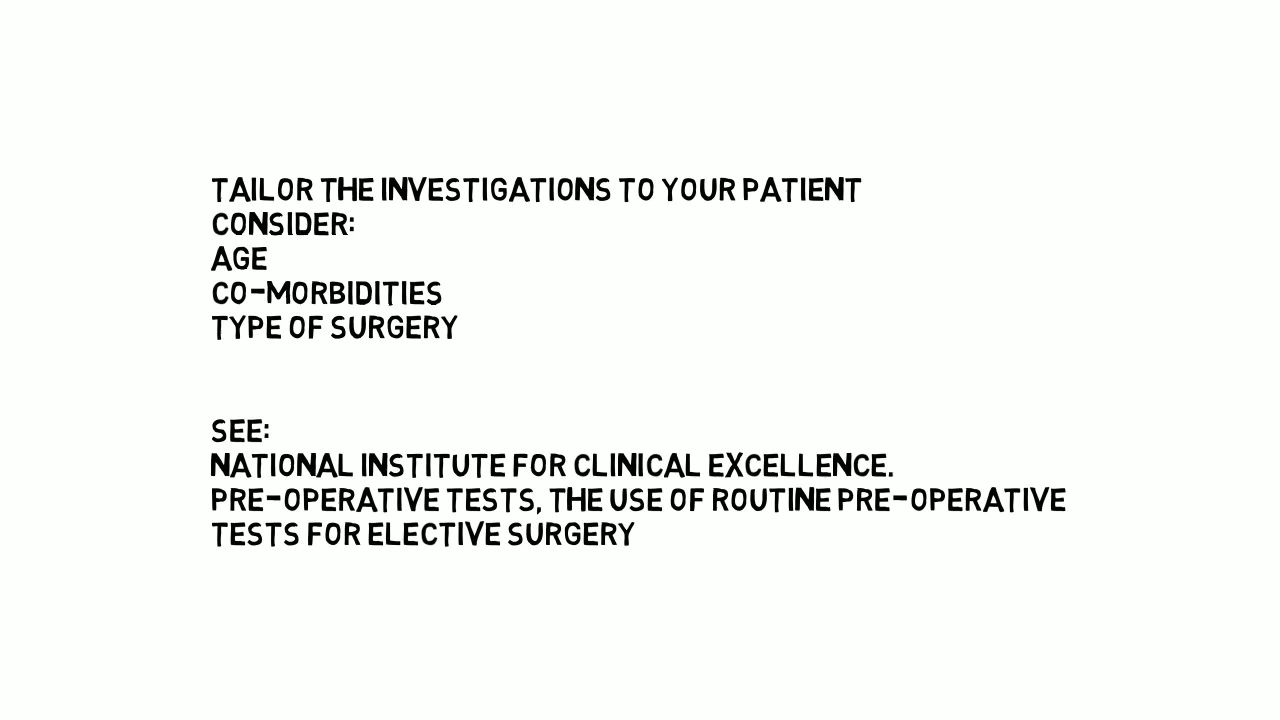 TAILOR THE INVESTIGATIONS TO YOUR PATIENT
CONSIDER:
AGE
CO-MORBIDITIES
TYPE OF SURGERY
SEE:
NATIONAL INSTITUTE FOR CLINICAL EXCELLENCE.
PRE-OPERATIVE TESTS, THE USE OF ROUTINE PRE-OPERATIVE
TESTS FOR ELECTIVE SURGERY